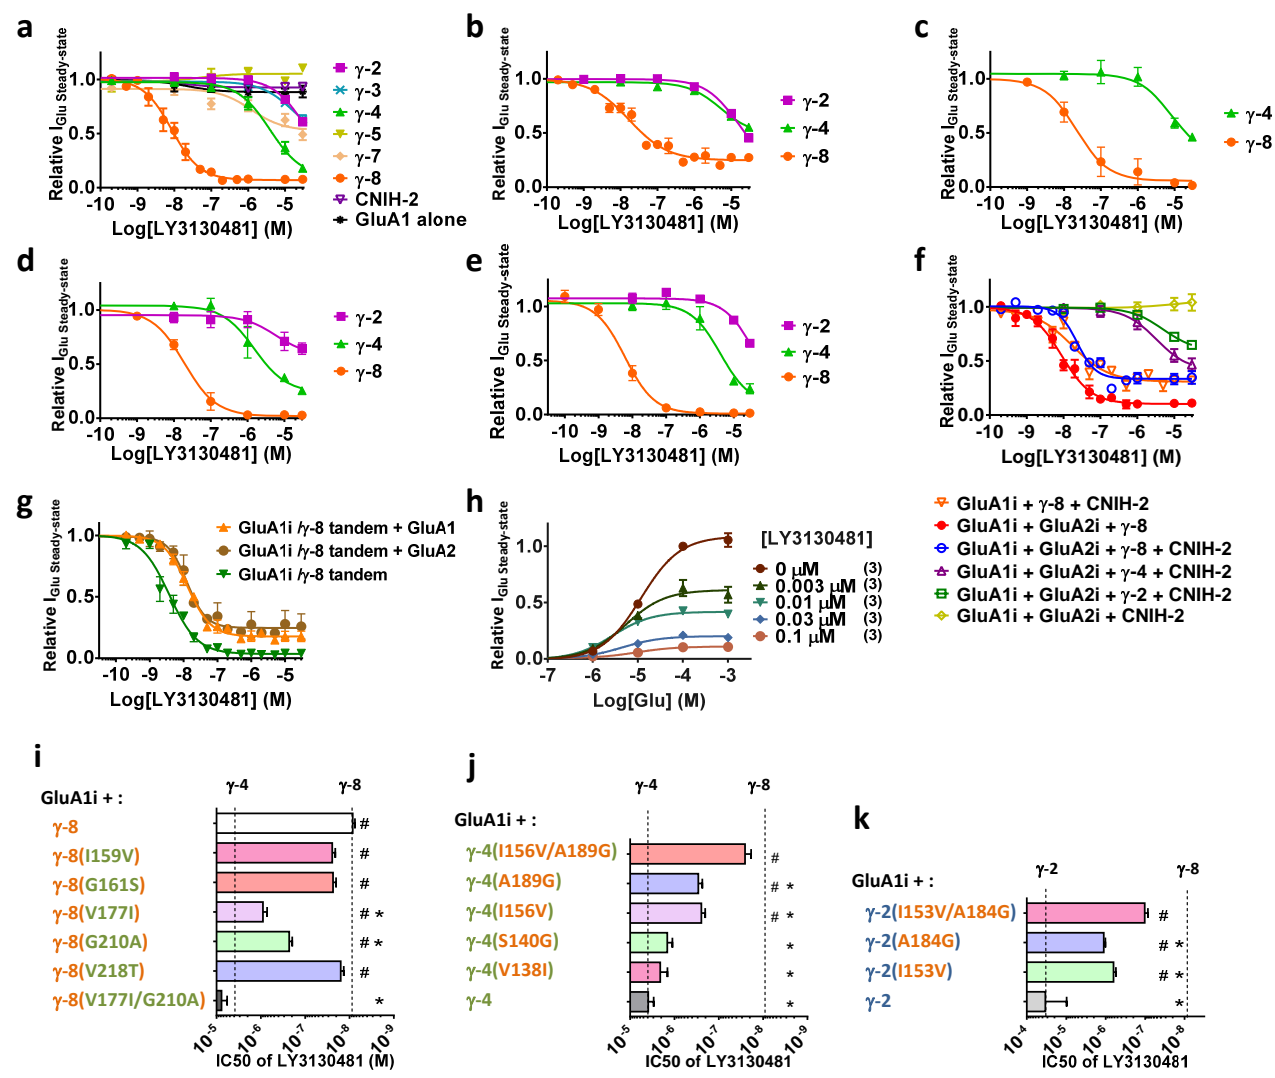 a
Relative I Glu Steady-state
1.0
0.5
0.0
-10 -9 -8 -7 -6 -5
Log[LY3130481] (M)
γ-2
γ-3
γ-4
γ-5
γ-7
γ-8
CNIH-2
GluA1 alone
b
Relative I Glu Steady-state
1.0
0.5
0.0
-10 -9 -8 -7 -6 -5
Log[LY3130481] (M)
γ-2
γ-4
γ-8
c
Relative I Glu Steady-state
1.0
0.5
0.0
-10 -9 -8 -7 -6 -5
Log[LY3130481] (M)
γ-4
γ-8
d
Relative I Glu Steady-state
1.0
0.5
0.0
-10 -9 -8 -7 -6 -5
Log[LY3130481] (M)
γ-2
γ-4
γ-8
e
Relative I Glu Steady-state
1.0
0.5
0.0
-10 -9 -8 -7 -6 -5
Log[LY3130481] (M)
γ-2
γ-4
γ-8
f
Relative I Glu Steady-state
1.0
0.5
0.0
-10 -9 -8 -7 -6 -5
Log[LY3130481] (M)
GluA1i + γ-8 + CNIH-2
GluA1i + GluA2i + γ-8
GluA1i + GluA2i + γ-8 + CNIH-2
GluA1i + GluA2i + γ-4 + CNIH-2
GluA1i + GluA2i + γ-2 + CNIH-2
GluA1i + GluA2i + CNIH-2
g
Relative I Glu Steady-state
1.0
0.5
0.0
-10 -9 -8 -7 -6 -5
Log[LY3130481] (M)
GluA1i /γ-8 tandem + GluA1
GluA1i /γ-8 tandem + GluA2
GluA1i /γ-8 tandem
h
Relative I Glu Steady-state
1.0
0.5
0.0
-7 -6 -5 -4 -3
Log[Glu] (M)
[LY3130481]
0 μM (3)
0.003 μM (3)
0.01 μM (3)
0.03 μM (3)
0.1 μM (3)
i
γ-4 γ-8
GluA1i + :
γ-8 #
γ-8(I159V) #
γ-8(G161S) #
γ-8(V177I) # *
γ-8(G210A) # *
γ-8(V218T) #
γ-8(V177I/G210A) *
10-5 10-6 10-7 10-8 10-9
IC50 of LY3130481 (M)
j
γ-4 γ-8
GluA1i + :
γ-4(I156V/A189G) #
γ-4(A189G) # *
γ-4(I156V) # *
γ-4(S140G) *
γ-4(V138I) *
γ-4 *
10-5 10-6 10-7 10-8 10-9
IC50 of LY3130481
k
γ-2 γ-8
GluA1i + :
γ-2(I153V/A184G) #
γ-2(A184G) # *
γ-2(I153V) # *
γ-2 *
10-4 10-5 10-6 10-7 10-8
IC50 of LY3130481